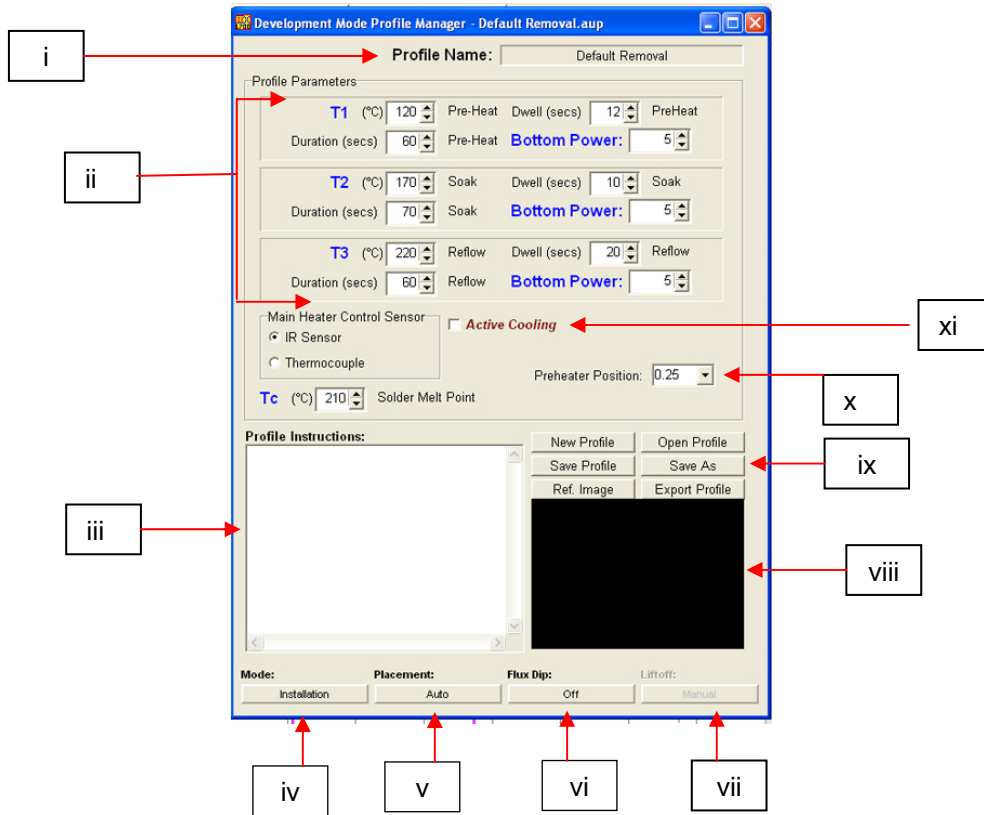 Development Mode Profile Manager - Default Removal.aup
i
Profile Name: Default Removal
Profile Parameters
T1 (°C) 120 Pre-Heat Dwell (secs) 12 PreHeat
Duration (secs) 60 Pre-Heat Bottom Power: 5
ii
T2 (°C) 170 Soak Dwell (secs) 10 Soak
Duration (secs) 70 Soak Bottom Power: 5
T3 (°C) 220 Reflow Dwell (secs) 20 Reflow
Duration (secs) 60 Reflow Bottom Power: 5
Main Heater Control Sensor
IR Sensor
Active Cooling
xi
Thermocouple
Preheater Position: 0.25
x
Tc (°C) 210 Solder Melt Point
Profile Instructions:
New Profile Open Profile
Save Profile Save As
ix
Ref. Image Export Profile
iii
viii
Mode: Placement: Flux Dip: Liftoff:
Installation Auto Off Manual
iv v vi vii